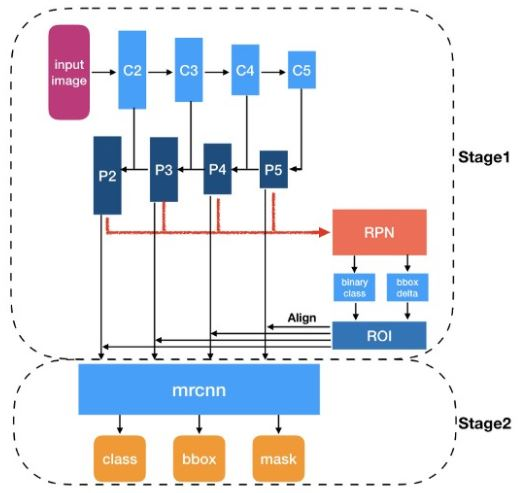 input
image
C2
C3
C4
C5
P2
P3
P4
P5
Stage1
RPN
binary
class
bbox
delta
Align
ROI
mrcnn
Stage2
class
bbox
mask